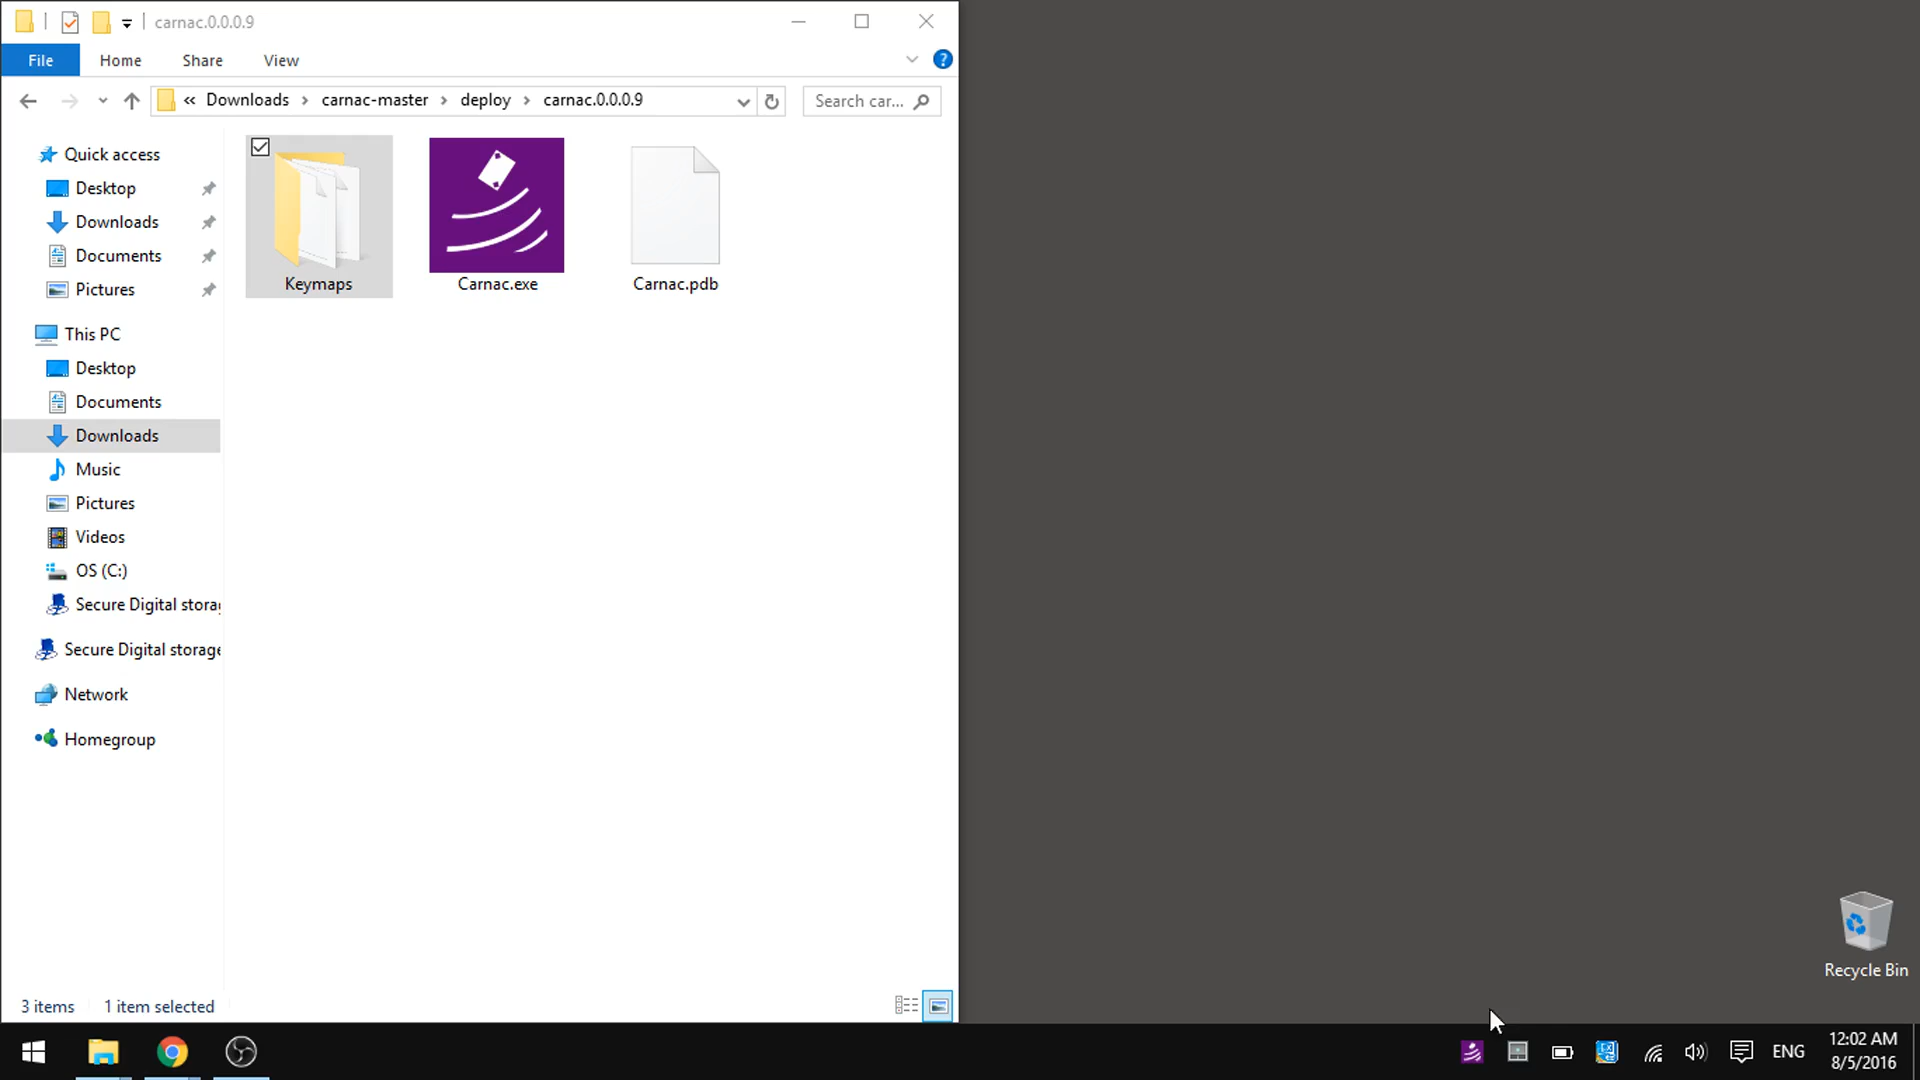 carnac.0.0.0.9
File Home Share View
« Downloads › carnac-master › deploy › carnac.0.0.0.9
Search car...
Quick access
Desktop
Downloads
Documents
Pictures
This PC
Desktop
Documents
Downloads
Music
Pictures
Videos
OS (C:)
Secure Digital stora
Secure Digital storage
Network
Homegroup
Keymaps
Carnac.exe
Carnac.pdb
3 items 1 item selected
Recycle Bin
ENG
12:02 AM
8/5/2016